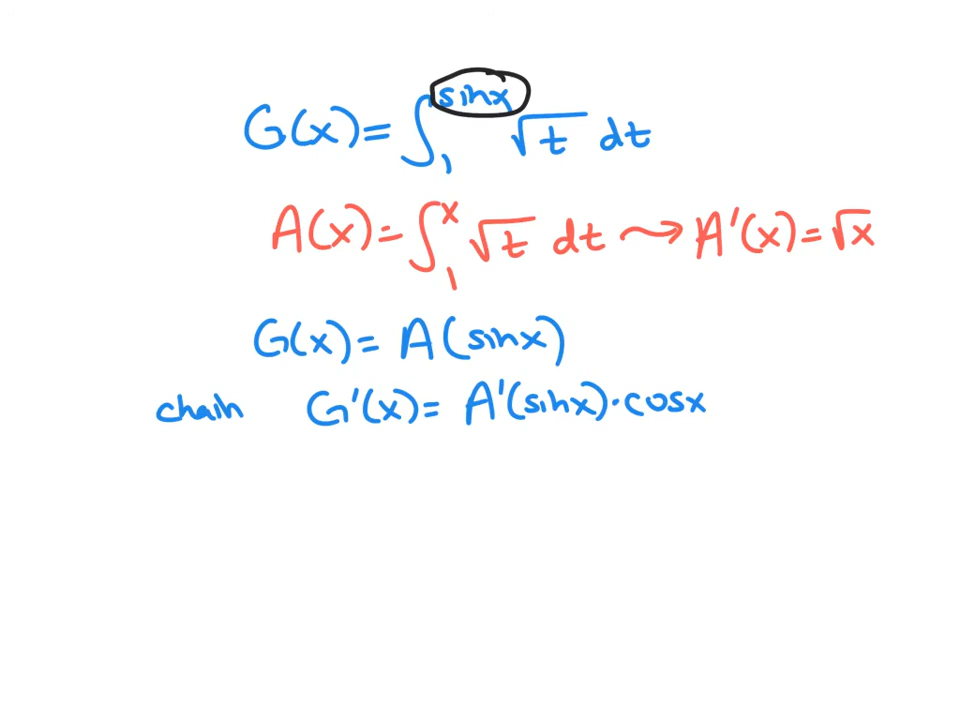 G(x) = ∫₁^{sinx} √t dt
A(x) = ∫₁^{x} √t dt ⇝ A'(x) = √x
G(x) = A(sinx)
chain G'(x) = A'(sinx)·cosx